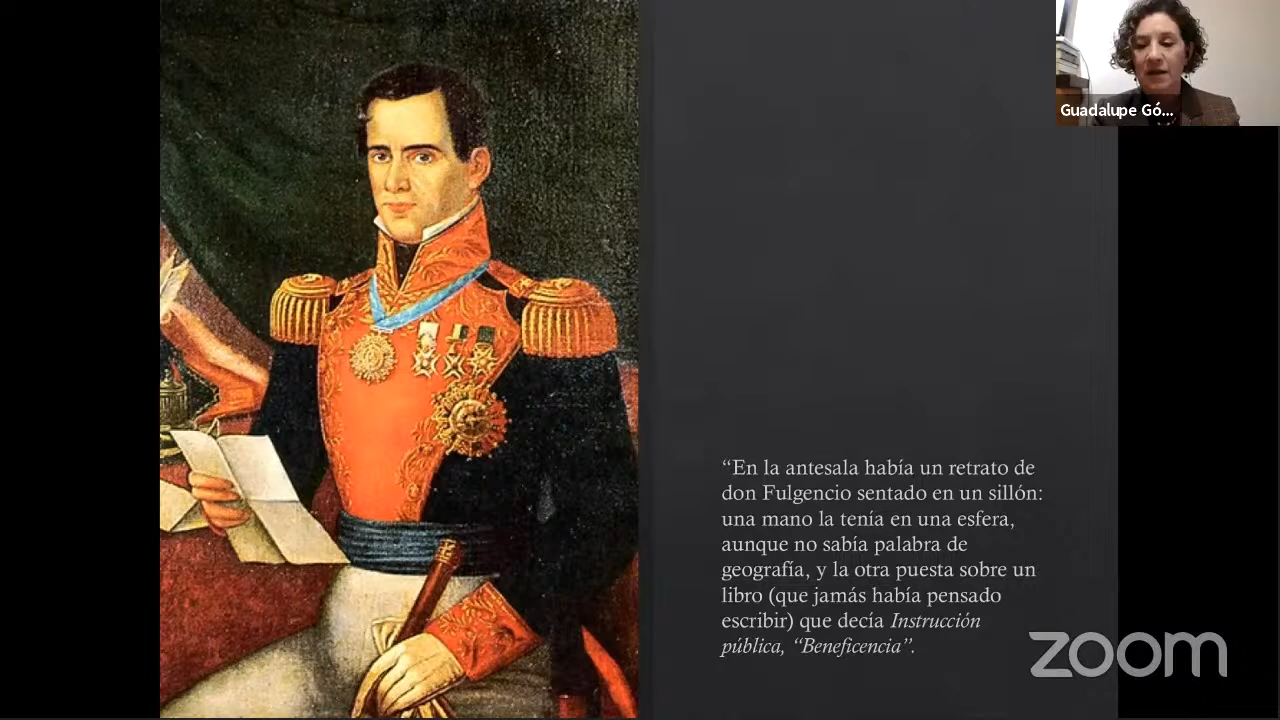 Guadalupe Gó...
“En la antesala había un retrato de
don Fulgencio sentado en un sillón:
una mano la tenía en una esfera,
aunque no sabía palabra de
geografía, y la otra puesta sobre un
libro (que jamás había pensado
escribir) que decía Instrucción
pública, “Beneficencia”.
zoom